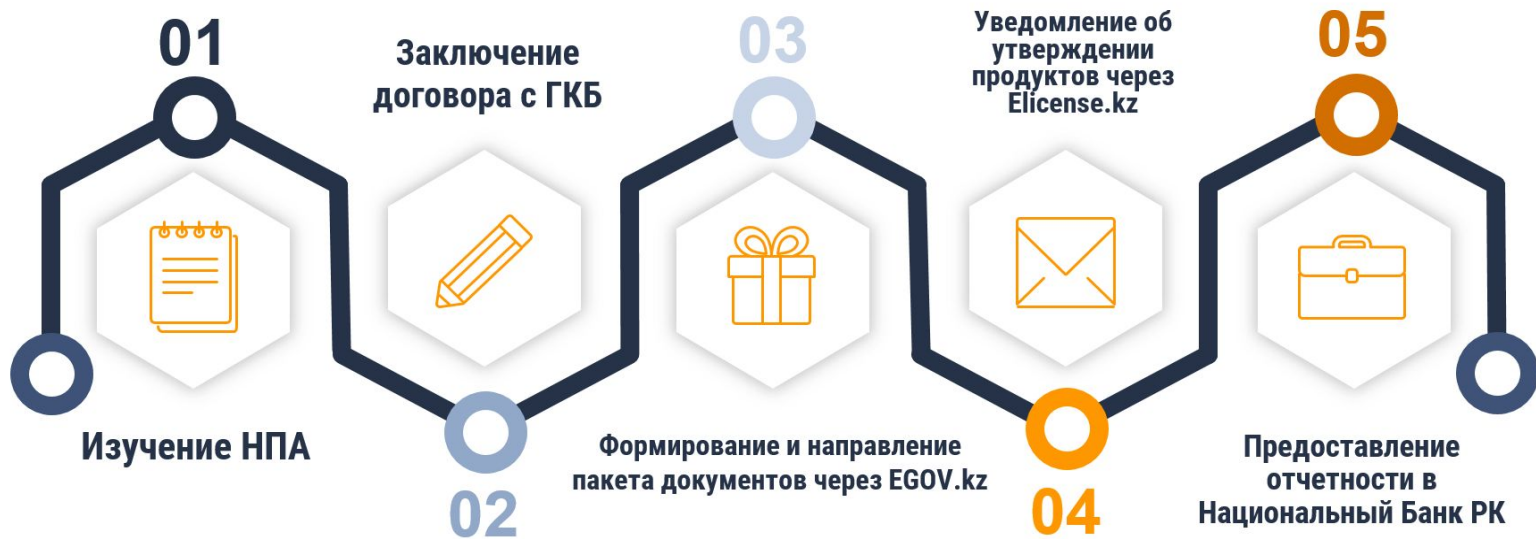 01
Изучение НПА
Заключение
договора с ГКБ
02
03
Формирование и направление
пакета документов через EGOV.kz
Уведомление об
утверждении
продуктов через
Elicense.kz
04
05
Предоставление
отчетности в
Национальный Банк РК